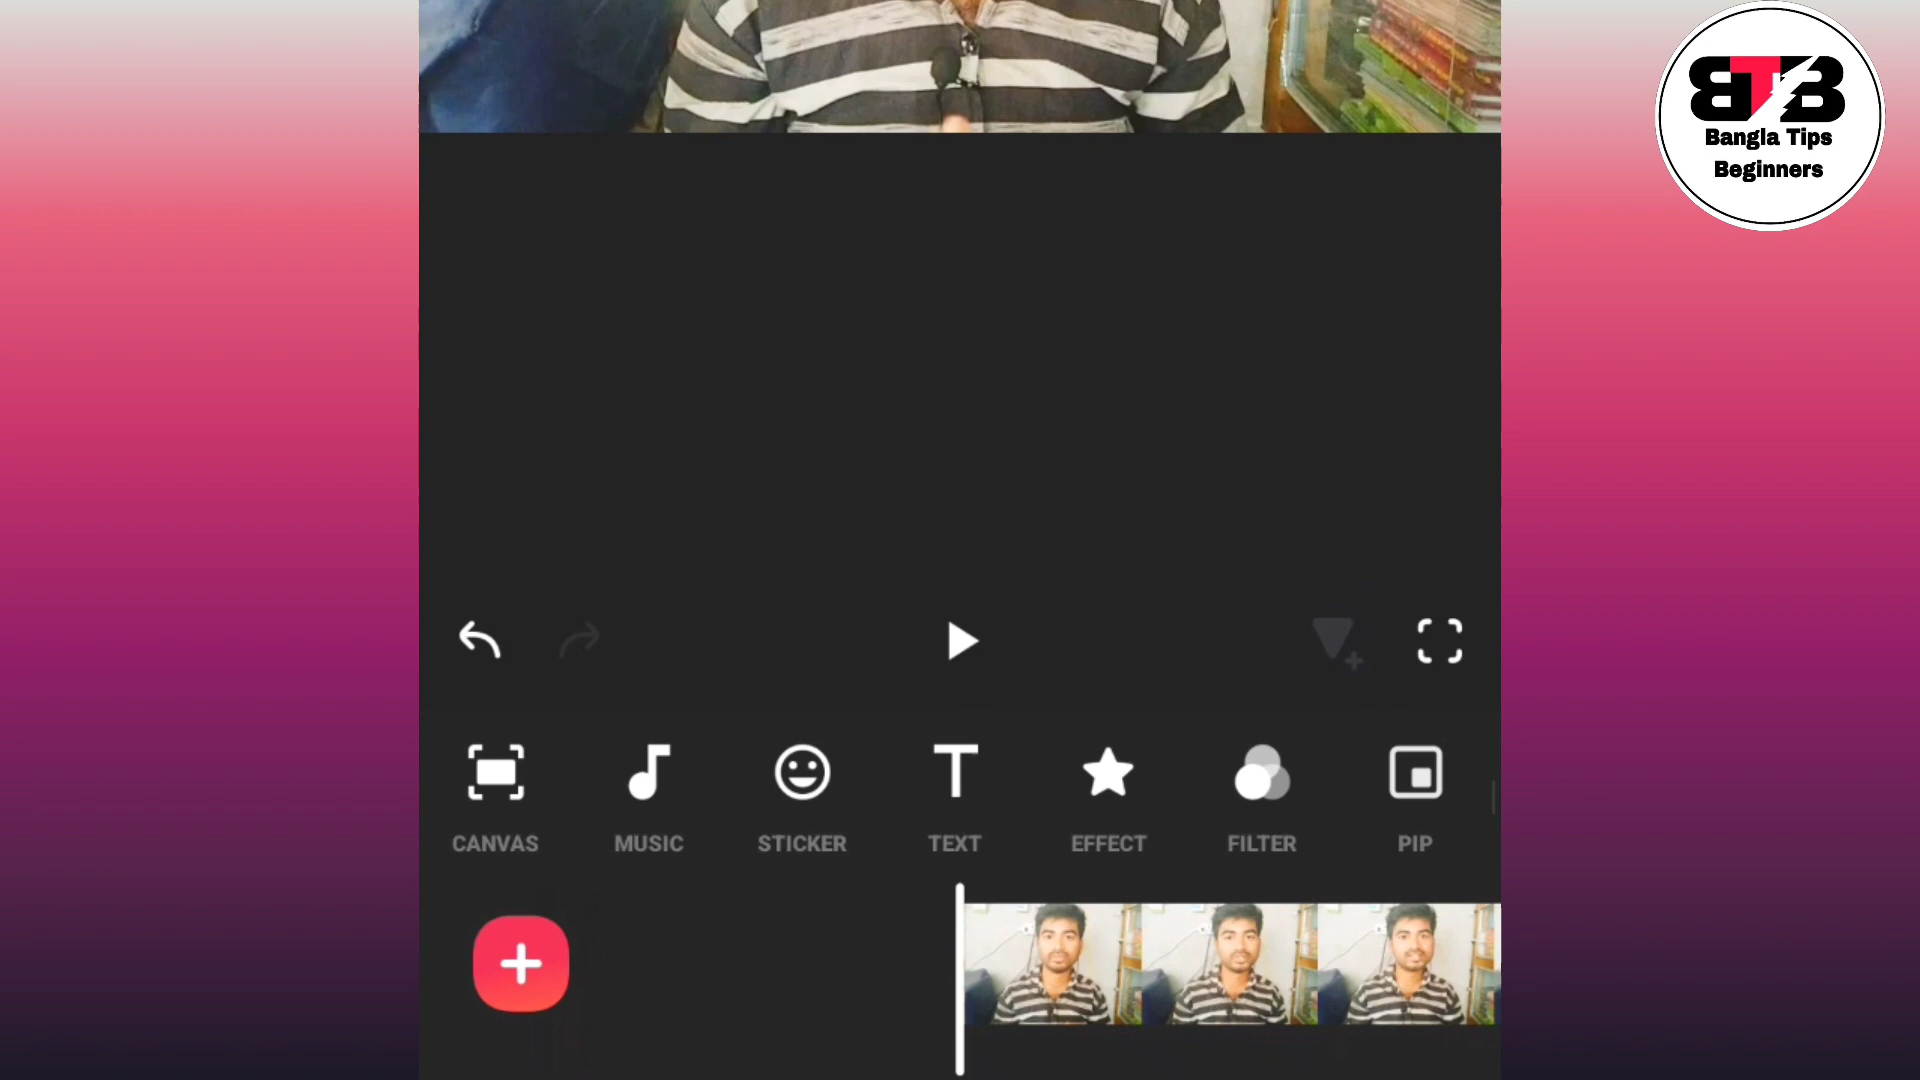 BTB
Bangla Tips
Beginners
CANVAS
MUSIC
STICKER
TEXT
EFFECT
FILTER
PIP